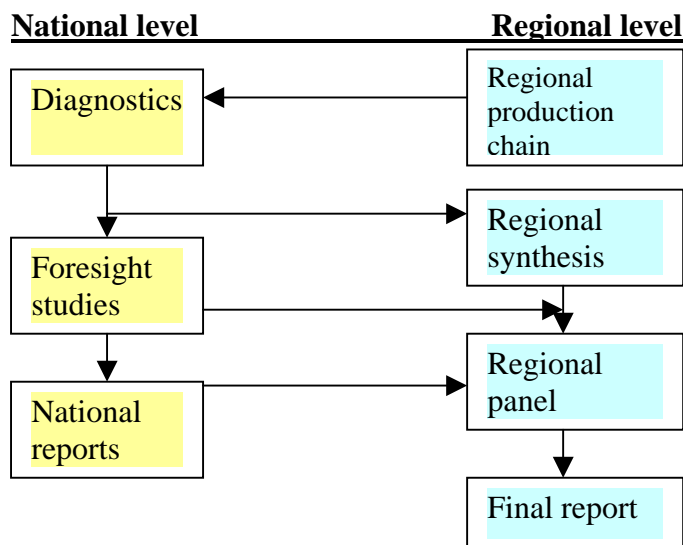 National level
Regional level
Diagnostics
Regional
production
chain
Regional
synthesis
Foresight
studies
Regional
panel
National
reports
Final report